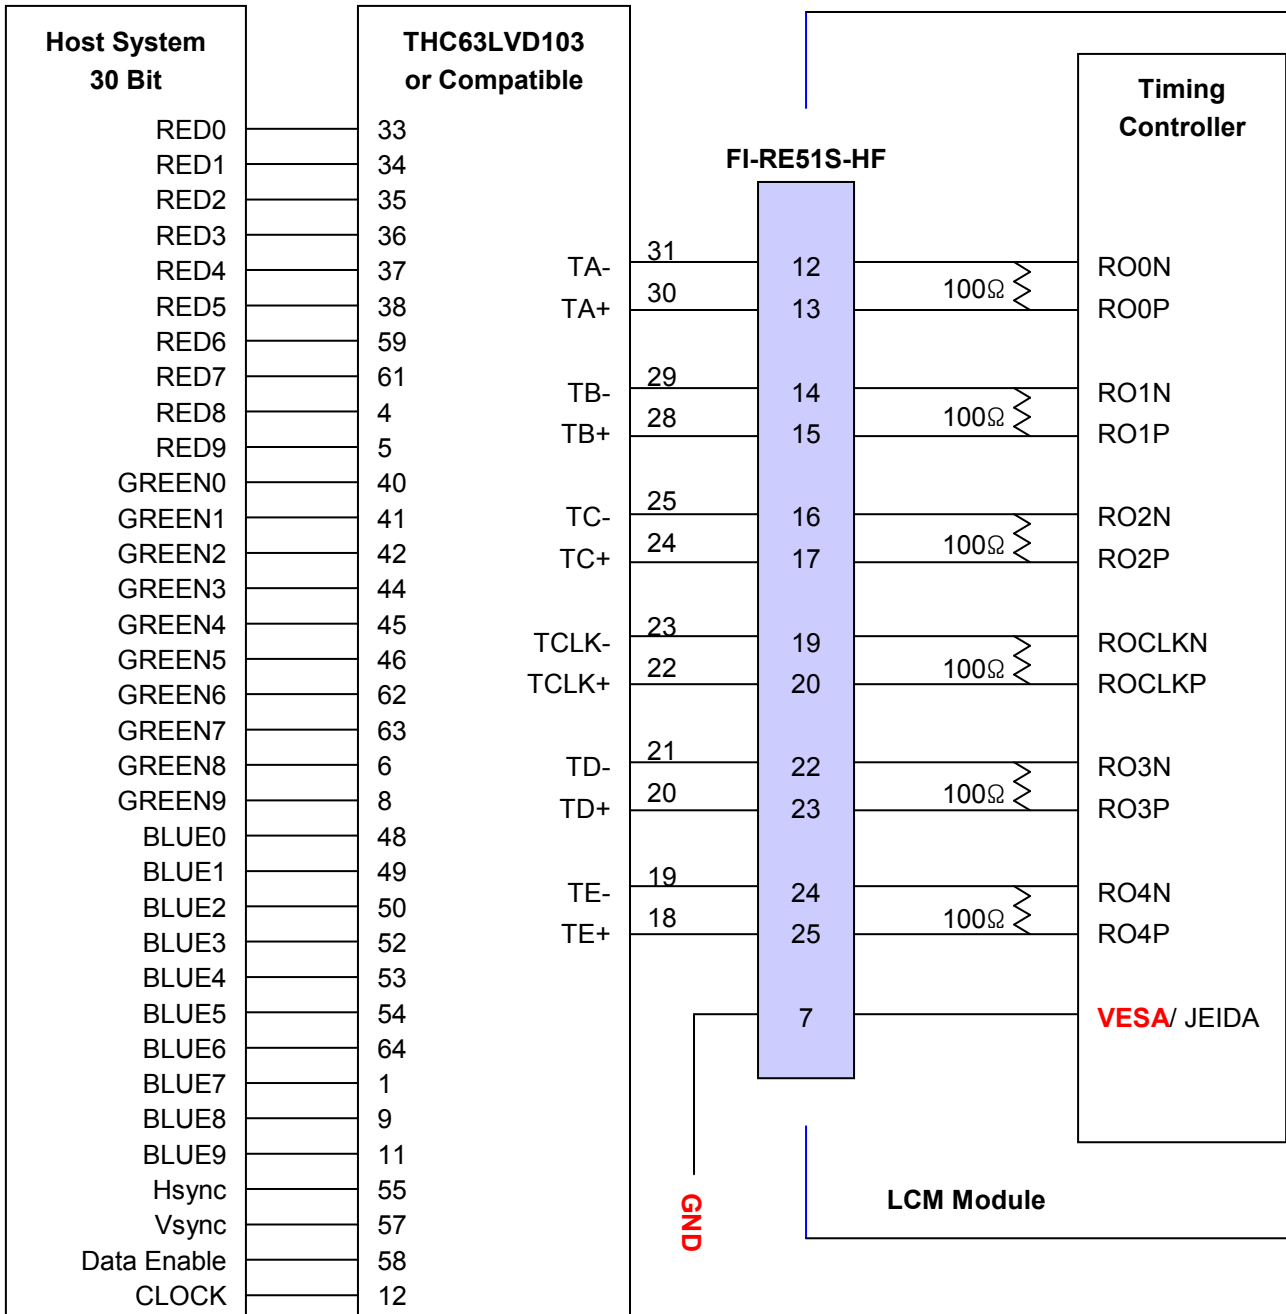 Host System
30 Bit
RED0
RED1
RED2
RED3
RED4
RED5
RED6
RED7
RED8
RED9
GREEN0
GREEN1
GREEN2
GREEN3
GREEN4
GREEN5
GREEN6
GREEN7
GREEN8
GREEN9
BLUE0
BLUE1
BLUE2
BLUE3
BLUE4
BLUE5
BLUE6
BLUE7
BLUE8
BLUE9
Hsync
Vsync
Data Enable
CLOCK
THC63LVD103
or Compatible
33
34
35
36
37
38
59
61
4
5
40
41
42
44
45
46
62
63
6
8
48
49
50
52
53
54
64
1
9
11
55
57
58
12
TA-
TA+
TB-
TB+
TC-
TC+
TCLK-
TCLK+
TD-
TD+
TE-
TE+
31
30
29
28
25
24
23
22
21
20
19
18
FI-RE51S-HF
12
13
14
15
16
17
19
20
22
23
24
25
7
GND
100Ω
100Ω
100Ω
100Ω
100Ω
100Ω
Timing
Controller
RO0N
RO0P
RO1N
RO1P
RO2N
RO2P
ROCLKN
ROCLKP
RO3N
RO3P
RO4N
RO4P
VESA/ JEIDA
LCM Module